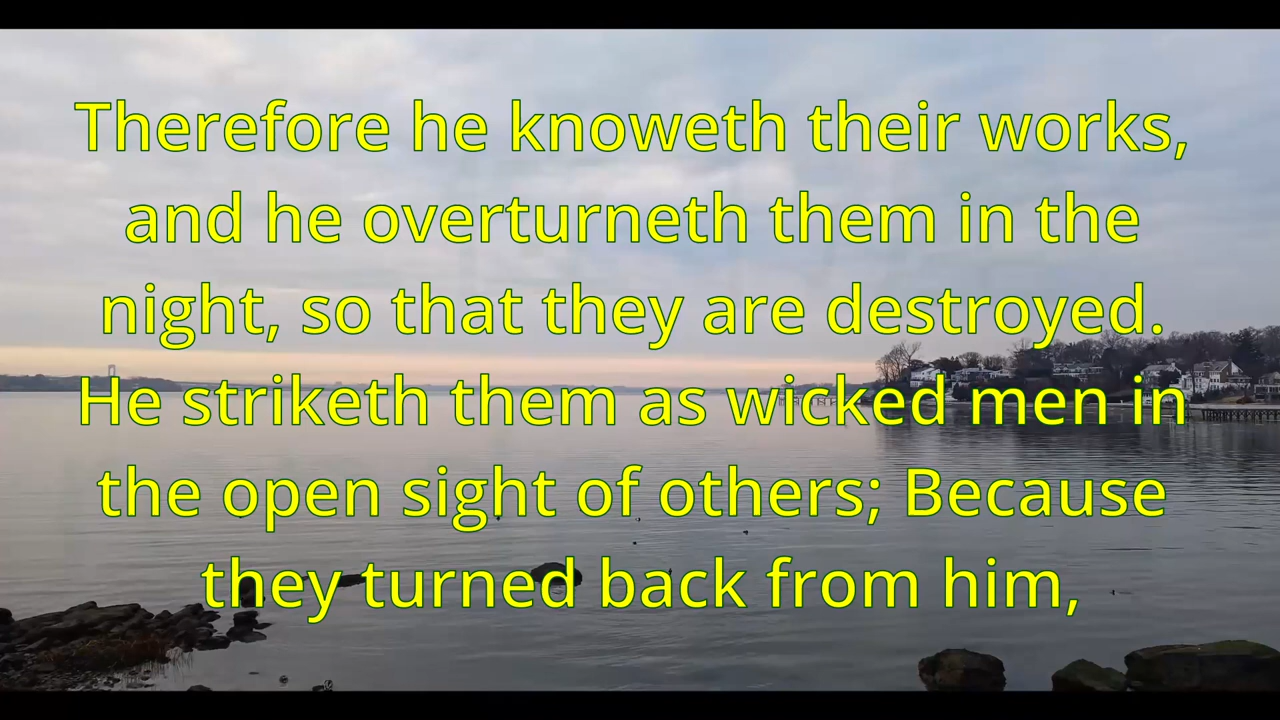 Therefore he knoweth their works,
and he overturneth them in the
night, so that they are destroyed.
He striketh them as wicked men in
the open sight of others; Because
they turned back from him,